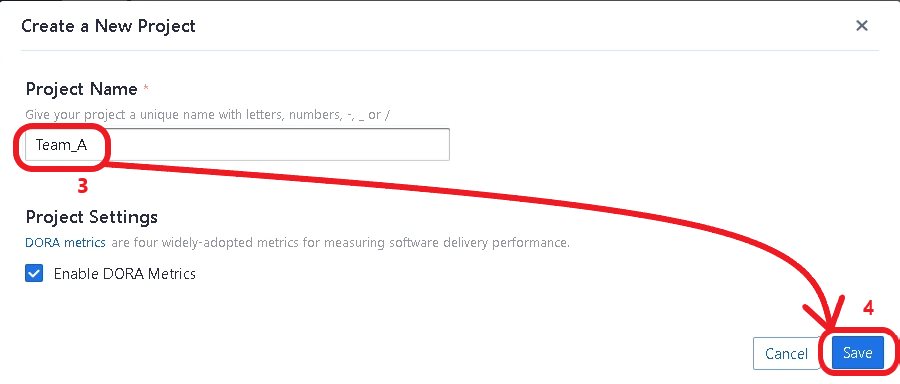 Create a New Project
Project Name *
Give your project a unique name with letters, numbers, -, _ or /
Team_A
3
Project Settings
DORA metrics are four widely-adopted metrics for measuring software delivery performance.
Enable DORA Metrics
4
Cancel Save